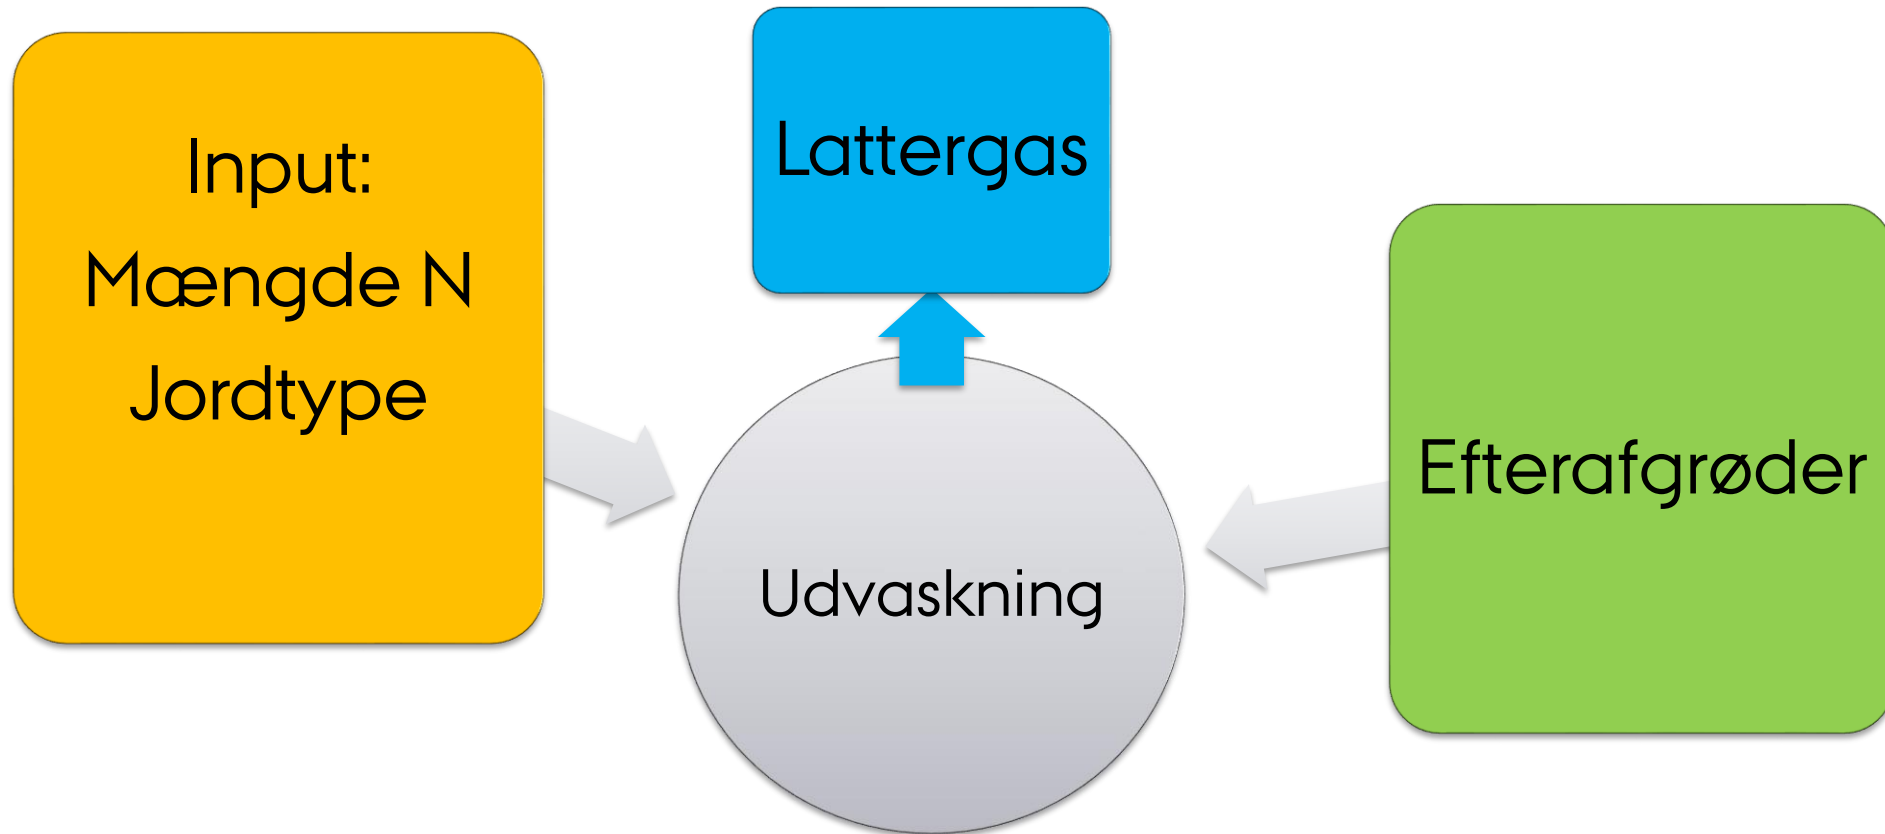 Input:
Mængde N
Jordtype
Lattergas
Efterafgrøder
Udvaskning